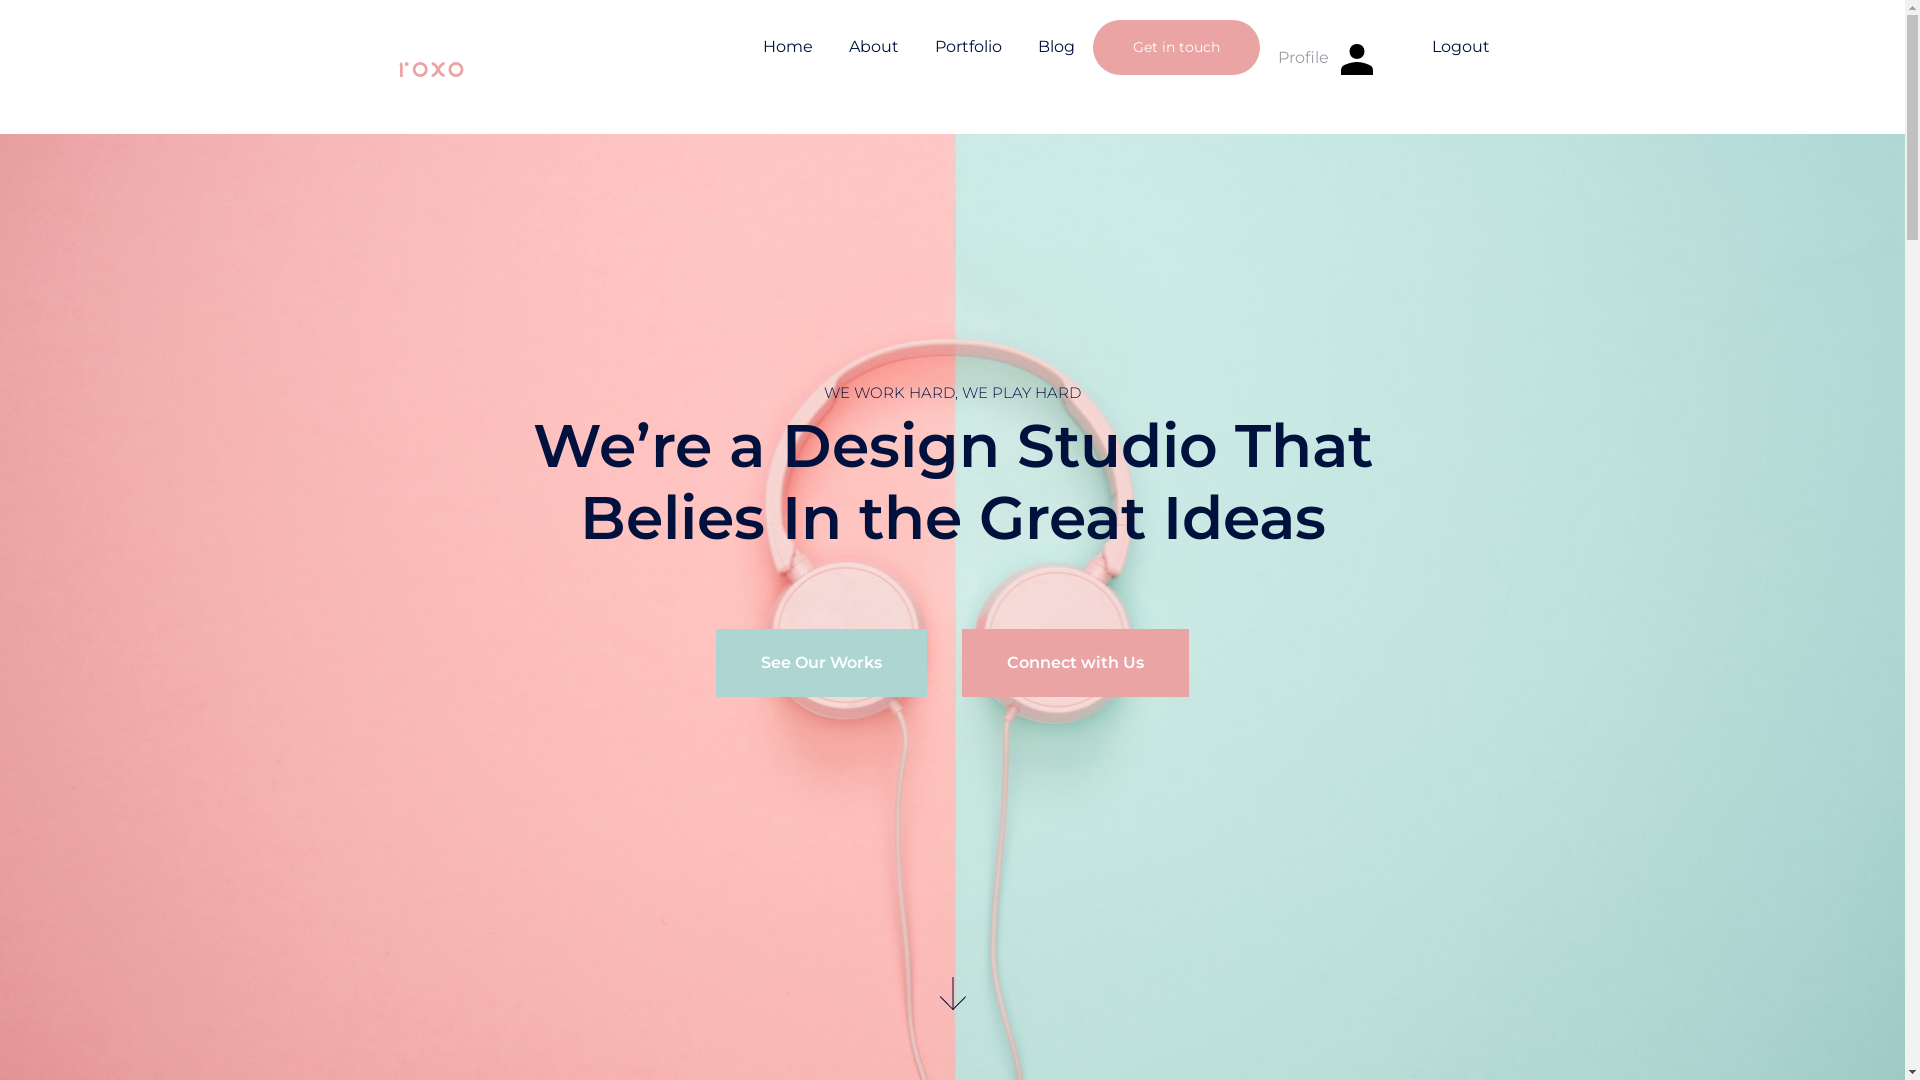 roxo
Home
About
Portfolio
Blog
Get in touch
Profile
Logout
WE WORK HARD, WE PLAY HARD
We’re a Design Studio That
Belies In the Great Ideas
See Our Works
Connect with Us